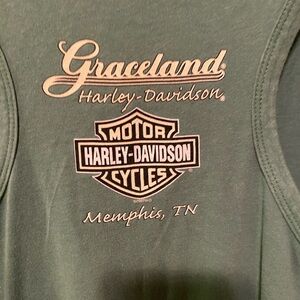 Graceland®
Harley-Davidson®
MOTOR
HARLEY-DAVIDSON
CYCLES
®
Memphis, TN